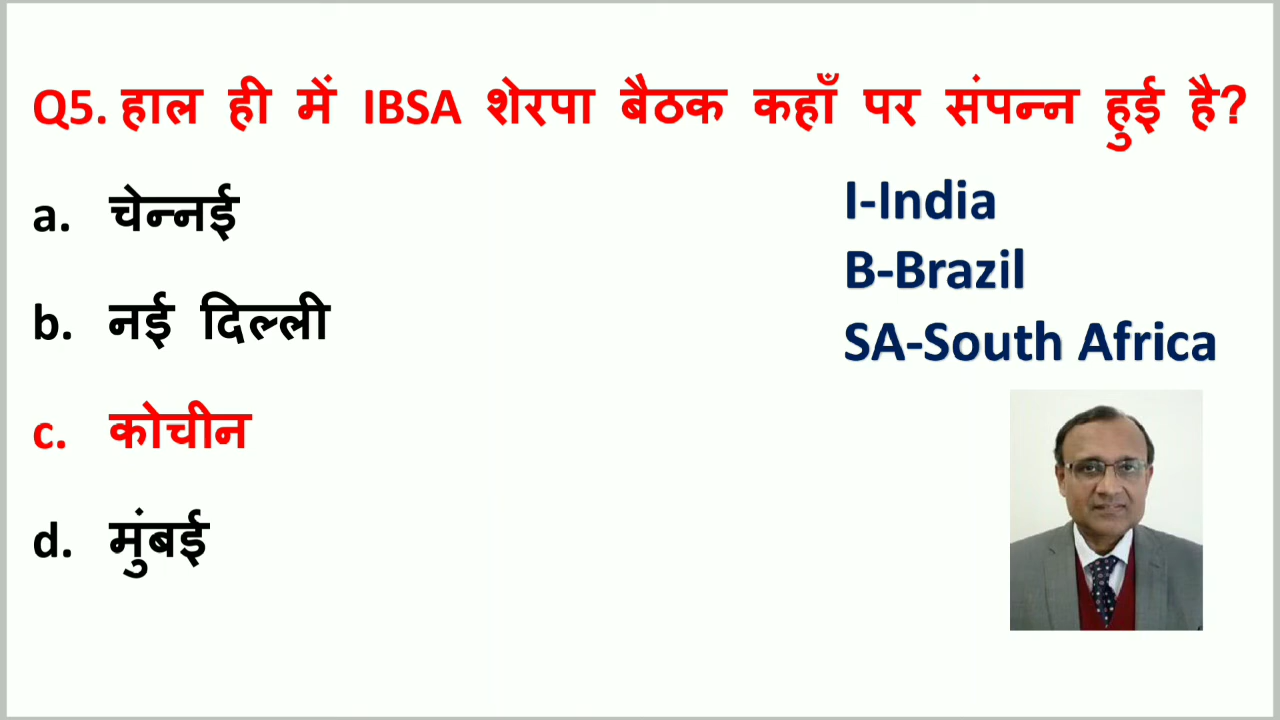 Q5. हाल ही में IBSA शेरपा बैठक कहाँ पर संपन्न हुई है?
a. चेन्नई
b. नई दिल्ली
c. कोचीन
d. मुंबई
I-India
B-Brazil
SA-South Africa